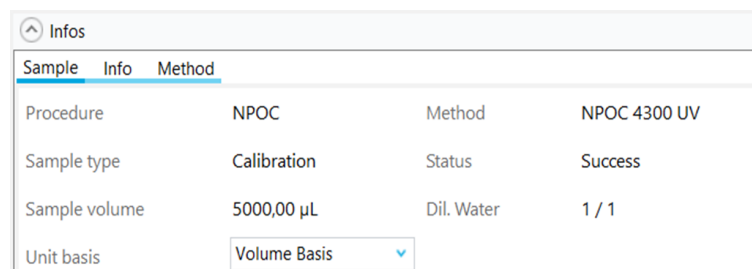 Infos
Sample Info Method
Procedure NPOC Method NPOC 4300 UV
Sample type Calibration Status Success
Sample volume 5000,00 µL Dil. Water 1 / 1
Unit basis Volume Basis